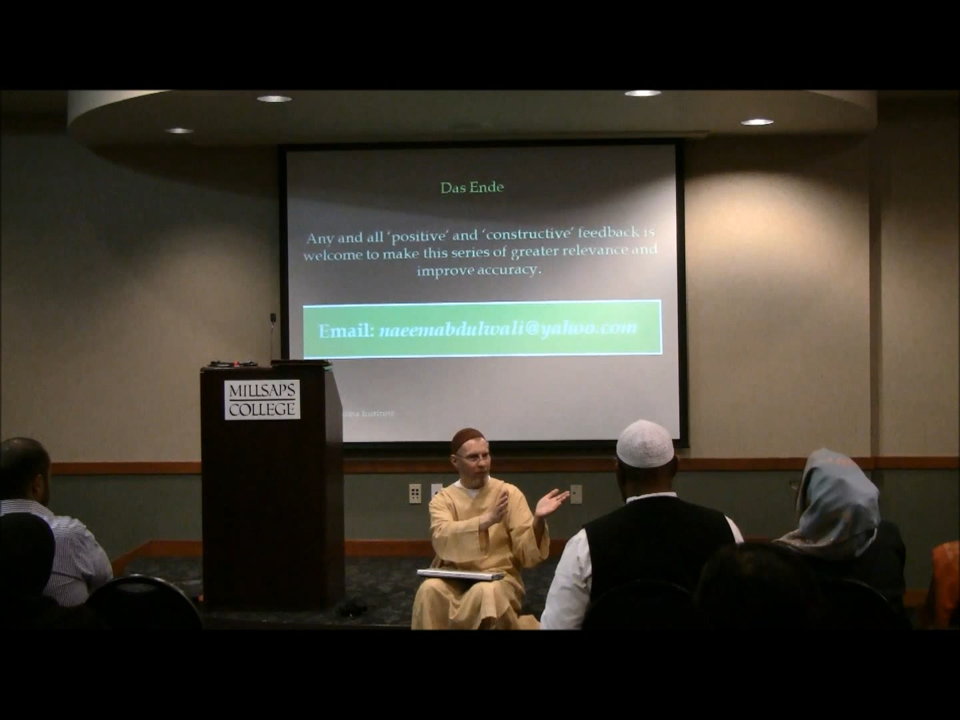 Das Ende
Any and all ‘positive’ and ‘constructive’ feedback is
welcome to make this series of greater relevance and
improve accuracy.
Email: naeemabdulwali@yahoo.com
MILLSAPS
COLLEGE